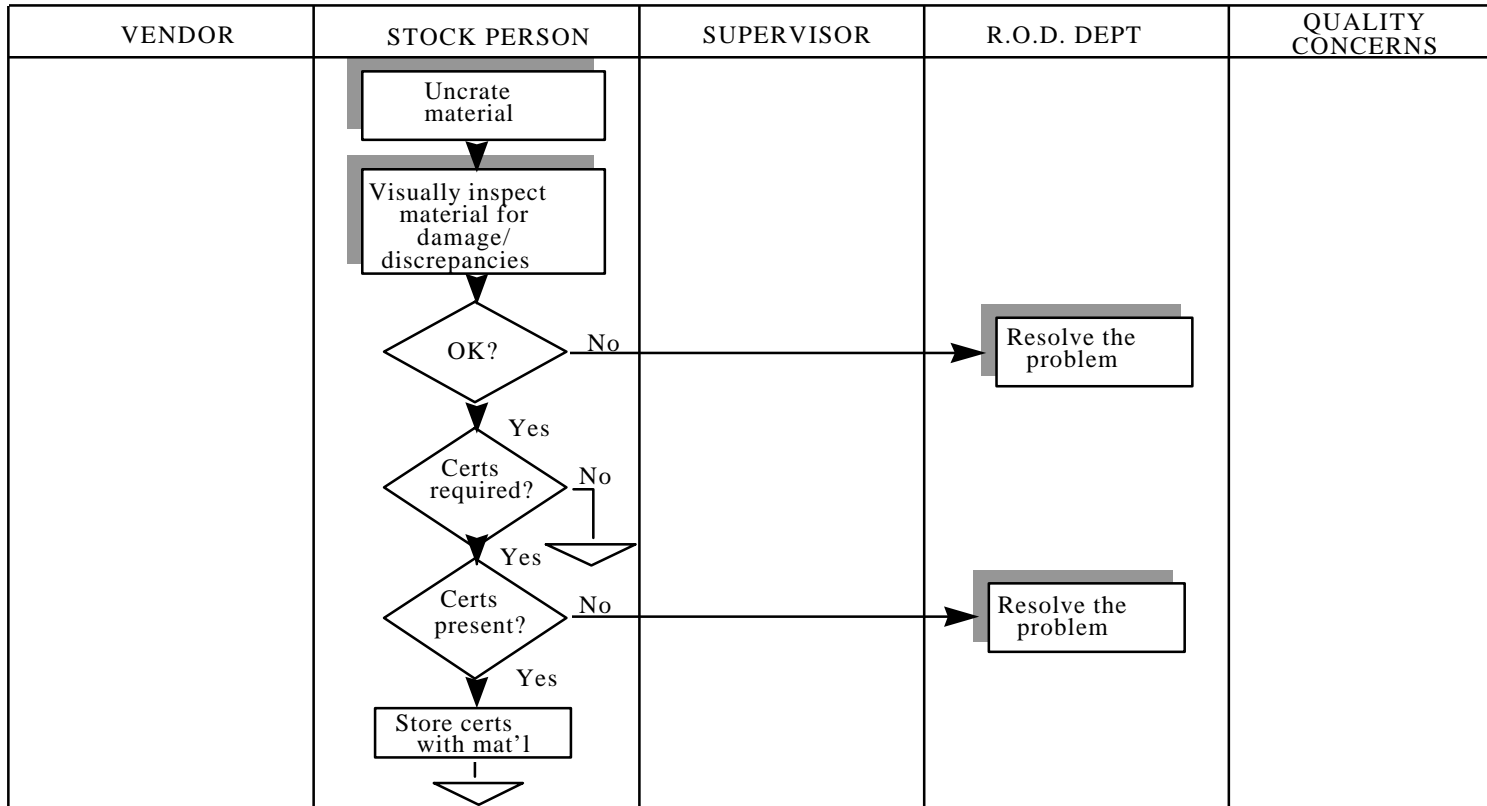 VENDOR
STOCK PERSON
SUPERVISOR
R.O.D. DEPT
QUALITY
CONCERNS
Uncrate
material
Visually inspect
material for
damage/
discrepancies
OK?
No
Resolve the
problem
Yes
Certs
required?
No
Yes
Certs
present?
No
Resolve the
problem
Yes
Store certs
with mat’l